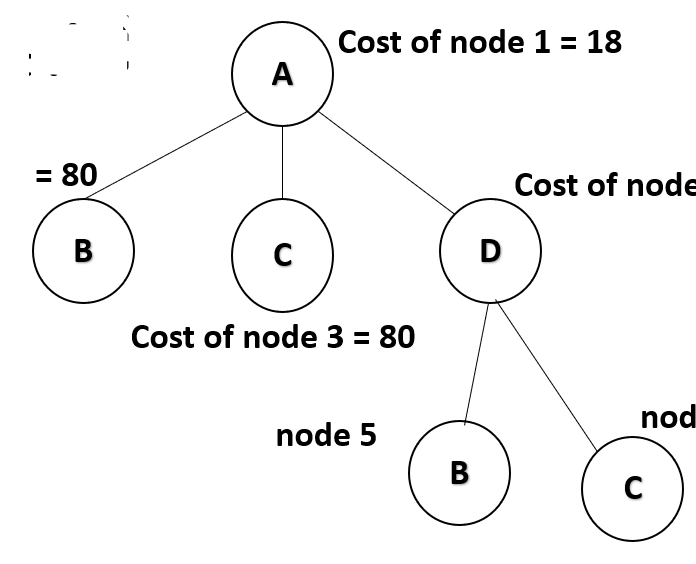 Cost of node 1 = 18
A
= 80
Cost of node
B
C
D
Cost of node 3 = 80
node 5
nod
B
C